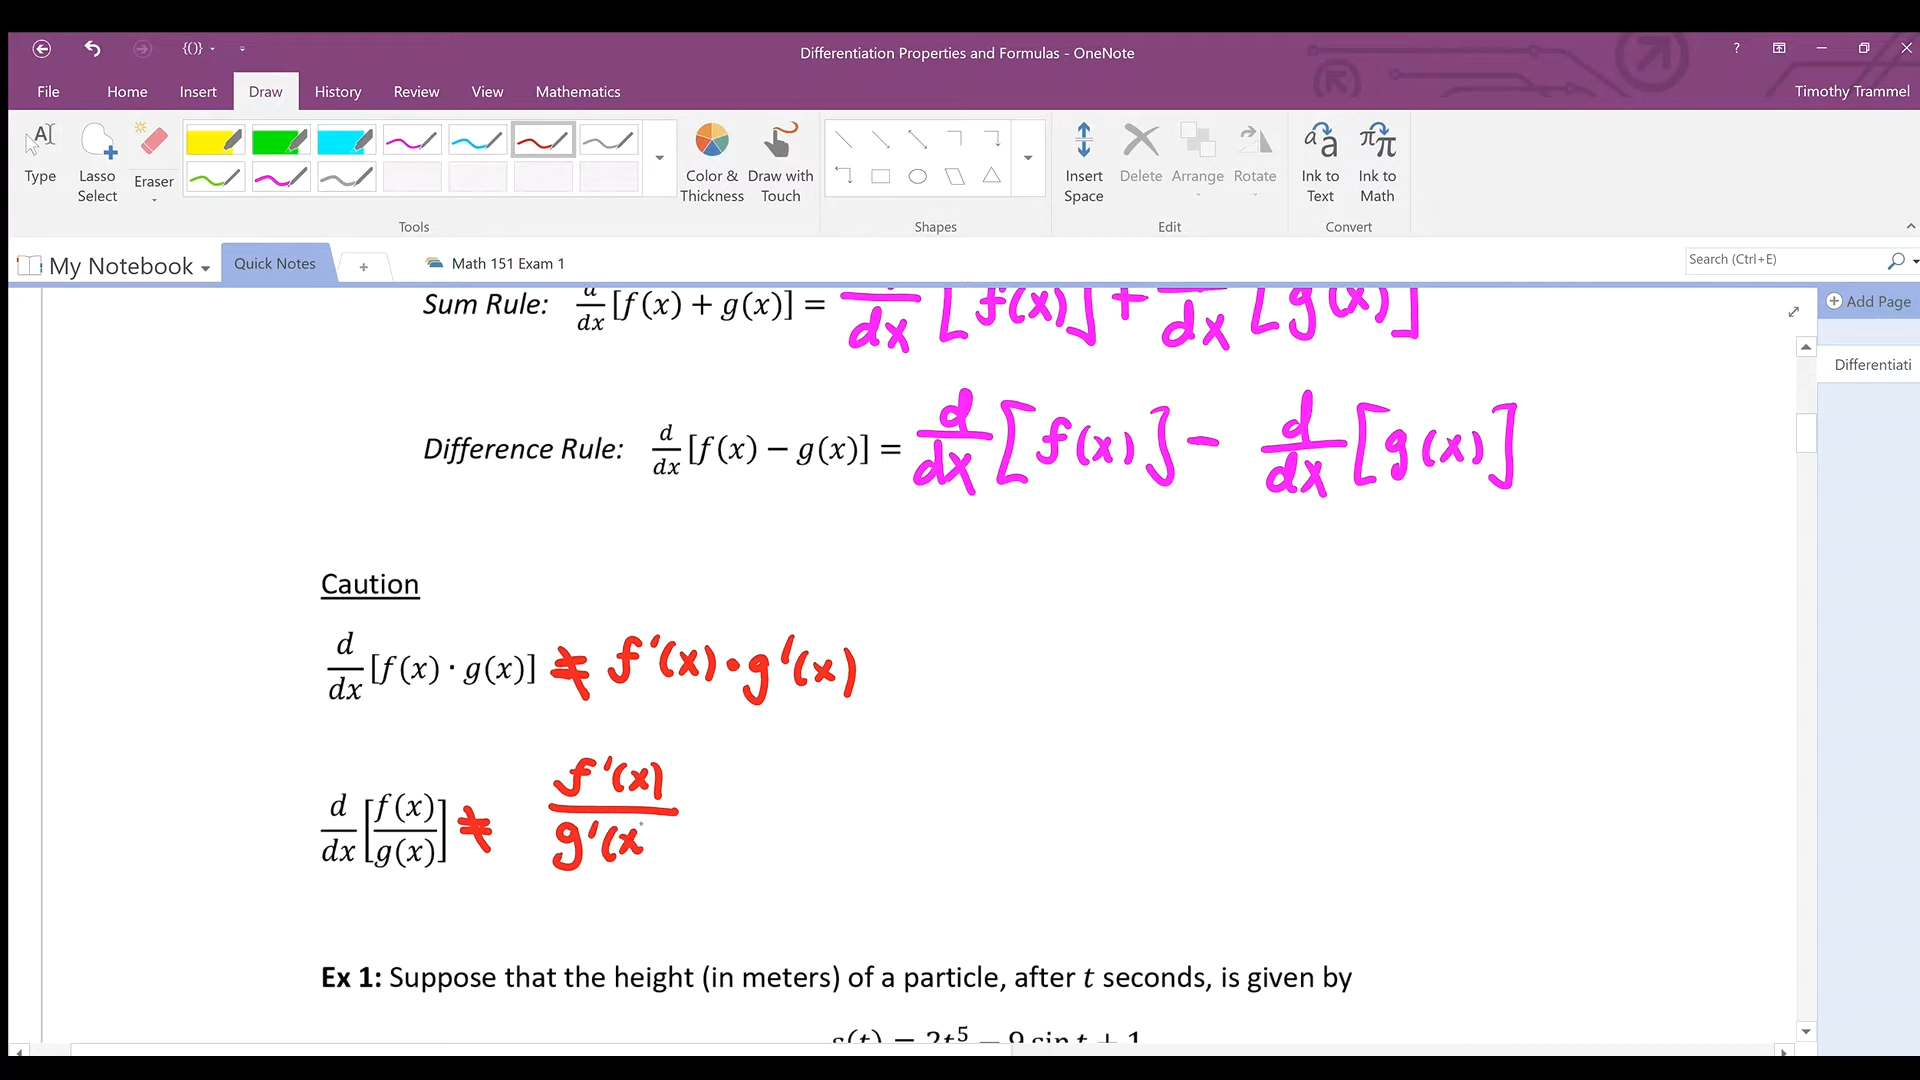 Differentiation Properties and Formulas - OneNote
?
Timothy Trammel
File Home Insert Draw History Review View Mathematics
Type
Lasso Select
Eraser
Color & Thickness
Draw with Touch
Insert Space
Delete
Arrange
Rotate
Ink to Text
Ink to Math
Tools Shapes Edit Convert
My Notebook
Quick Notes
+
Math 151 Exam 1
Search (Ctrl+E)
Add Page
Differentiati
Sum Rule: d/dx [f(x) + g(x)] = d/dx [f(x)] + d/dx [g(x)]
Difference Rule: d/dx [f(x) − g(x)] = d/dx [f(x)] − d/dx [g(x)]
Caution
d/dx [f(x) · g(x)] ≠ f'(x) · g'(x)
d/dx [f(x)/g(x)] ≠ f'(x)/g'(x
Ex 1: Suppose that the height (in meters) of a particle, after t seconds, is given by
s(t) = 2t⁵ − 9 sin t + 1